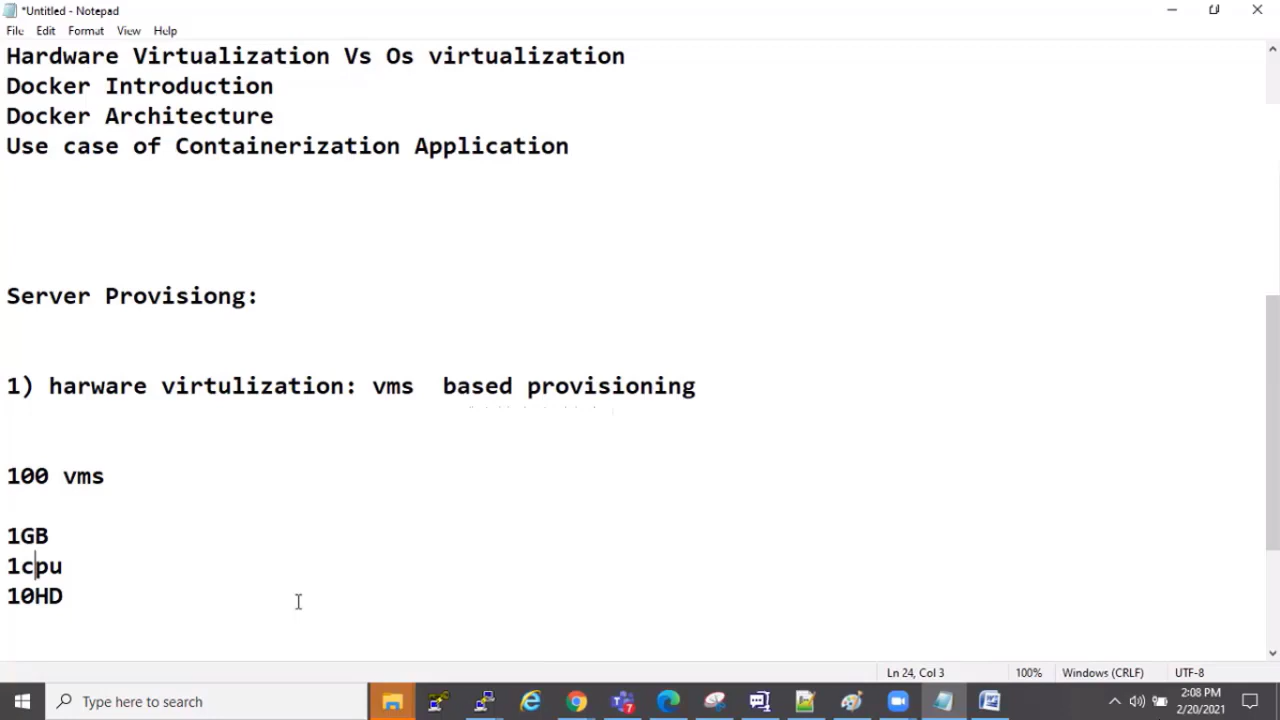 *Untitled - Notepad
File Edit Format View Help
Hardware Virtualization Vs Os virtualization
Docker Introduction
Docker Architecture
Use case of Containerization Application
Server Provisiong:
1) harware virtulization: vms  based provisioning
100 vms
1GB
1cpu
10HD
Ln 24, Col 3 100% Windows (CRLF) UTF-8
Type here to search
2:08 PM
2/20/2021